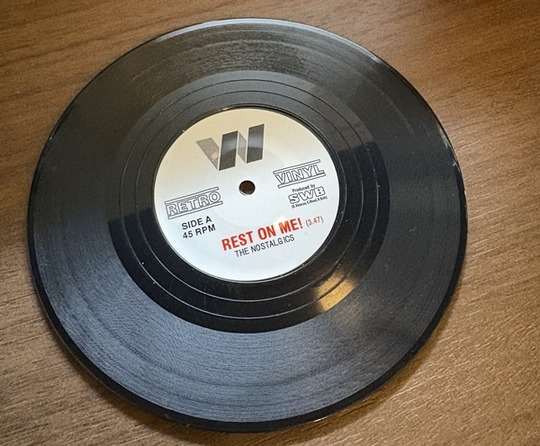 W
RETRO
VINYL
Produced by
SWB
SIDE A
45 RPM
REST ON ME! (3.47)
THE NOSTALGICS